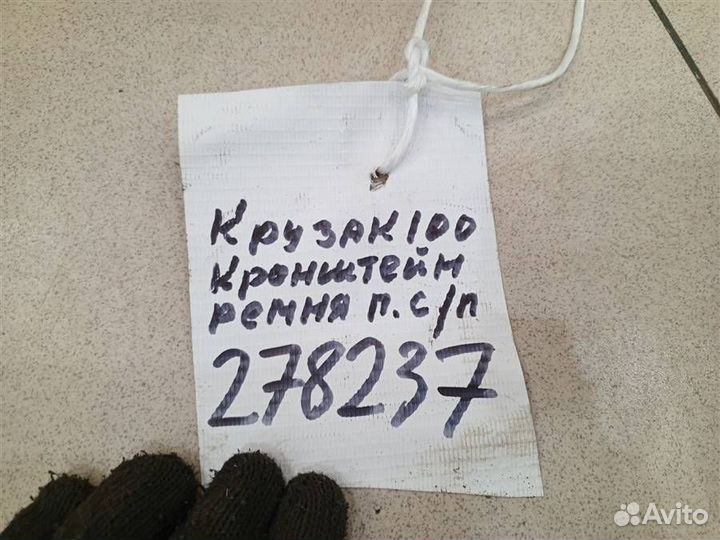 Крузак100
Кронштейн
ремня п. с/п
278237
Avito